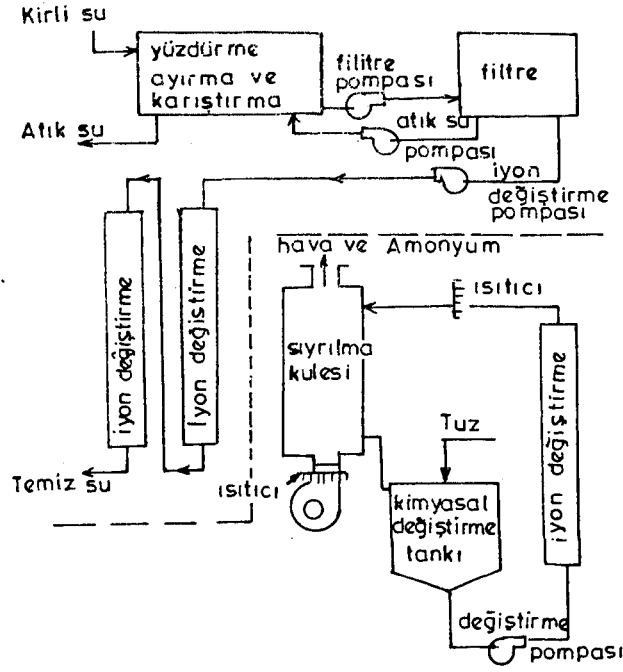 Kirli su
yüzdürme
ayırma ve
karıştırma
filitre
pompası
filtre
Atık su
atık su
pompası
iyon
değiştirme
pompası
hava ve Amonyum
iyon değiştirme
İyon değiştirme
ısıtıcı
sıyrılma
kulesi
iyon değiştirme
Tuz
Temiz su
ısıtıcı
kimyasal
değiştirme
tankı
değiştirme
pompası